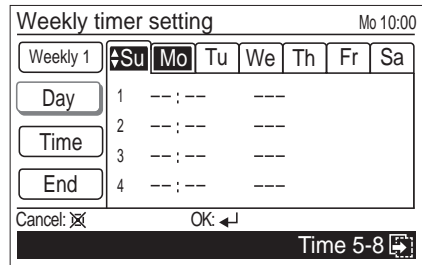 Weekly timer setting Mo 10:00
Weekly 1 Su Mo Tu We Th Fr Sa
Day 1 --:-- ---
2 --:-- ---
Time
3 --:-- ---
End 4 --:-- ---
Cancel: OK:
Time 5-8